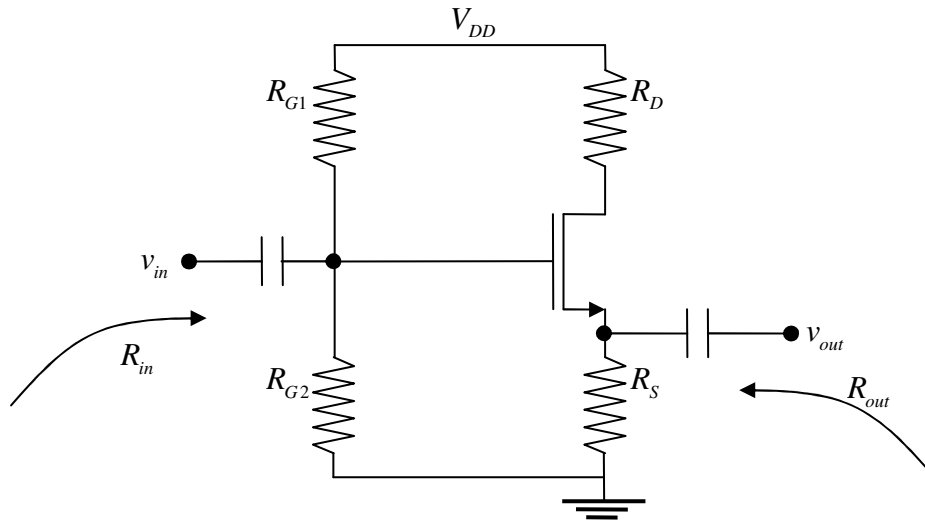 V_DD
R_G1
R_D
v_in
R_in
R_G2
R_S
v_out
R_out